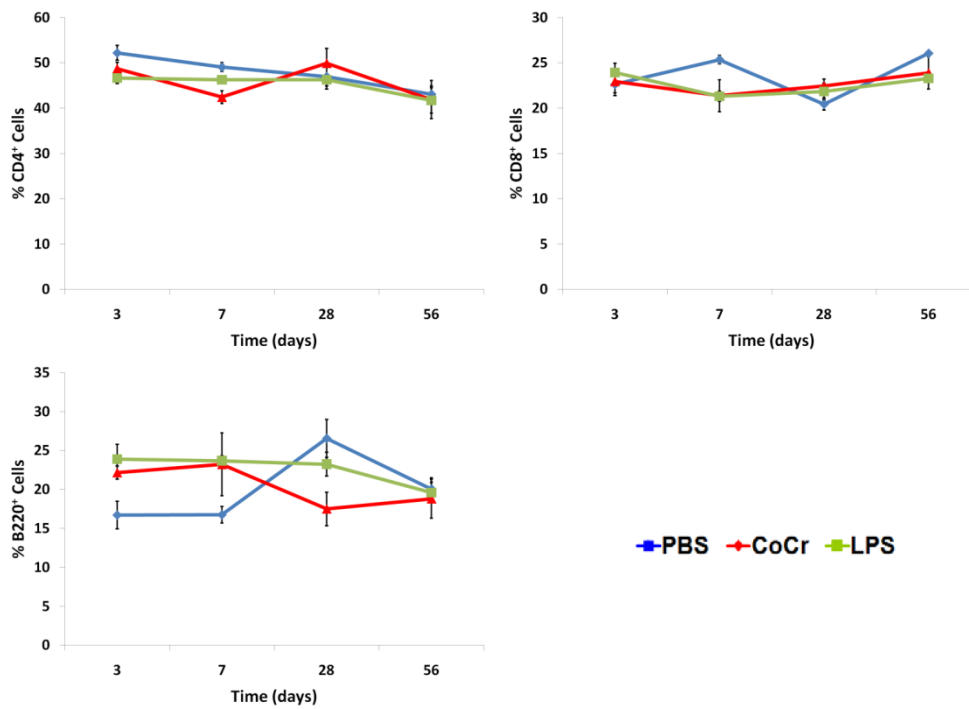 60
50
40
30
20
10
0
% CD4⁺ Cells
3 7 28 56
Time (days)
30
25
20
15
10
5
0
% CD8⁺ Cells
3 7 28 56
Time (days)
35
30
25
20
15
10
5
0
% B220⁺ Cells
3 7 28 56
Time (days)
PBS CoCr LPS